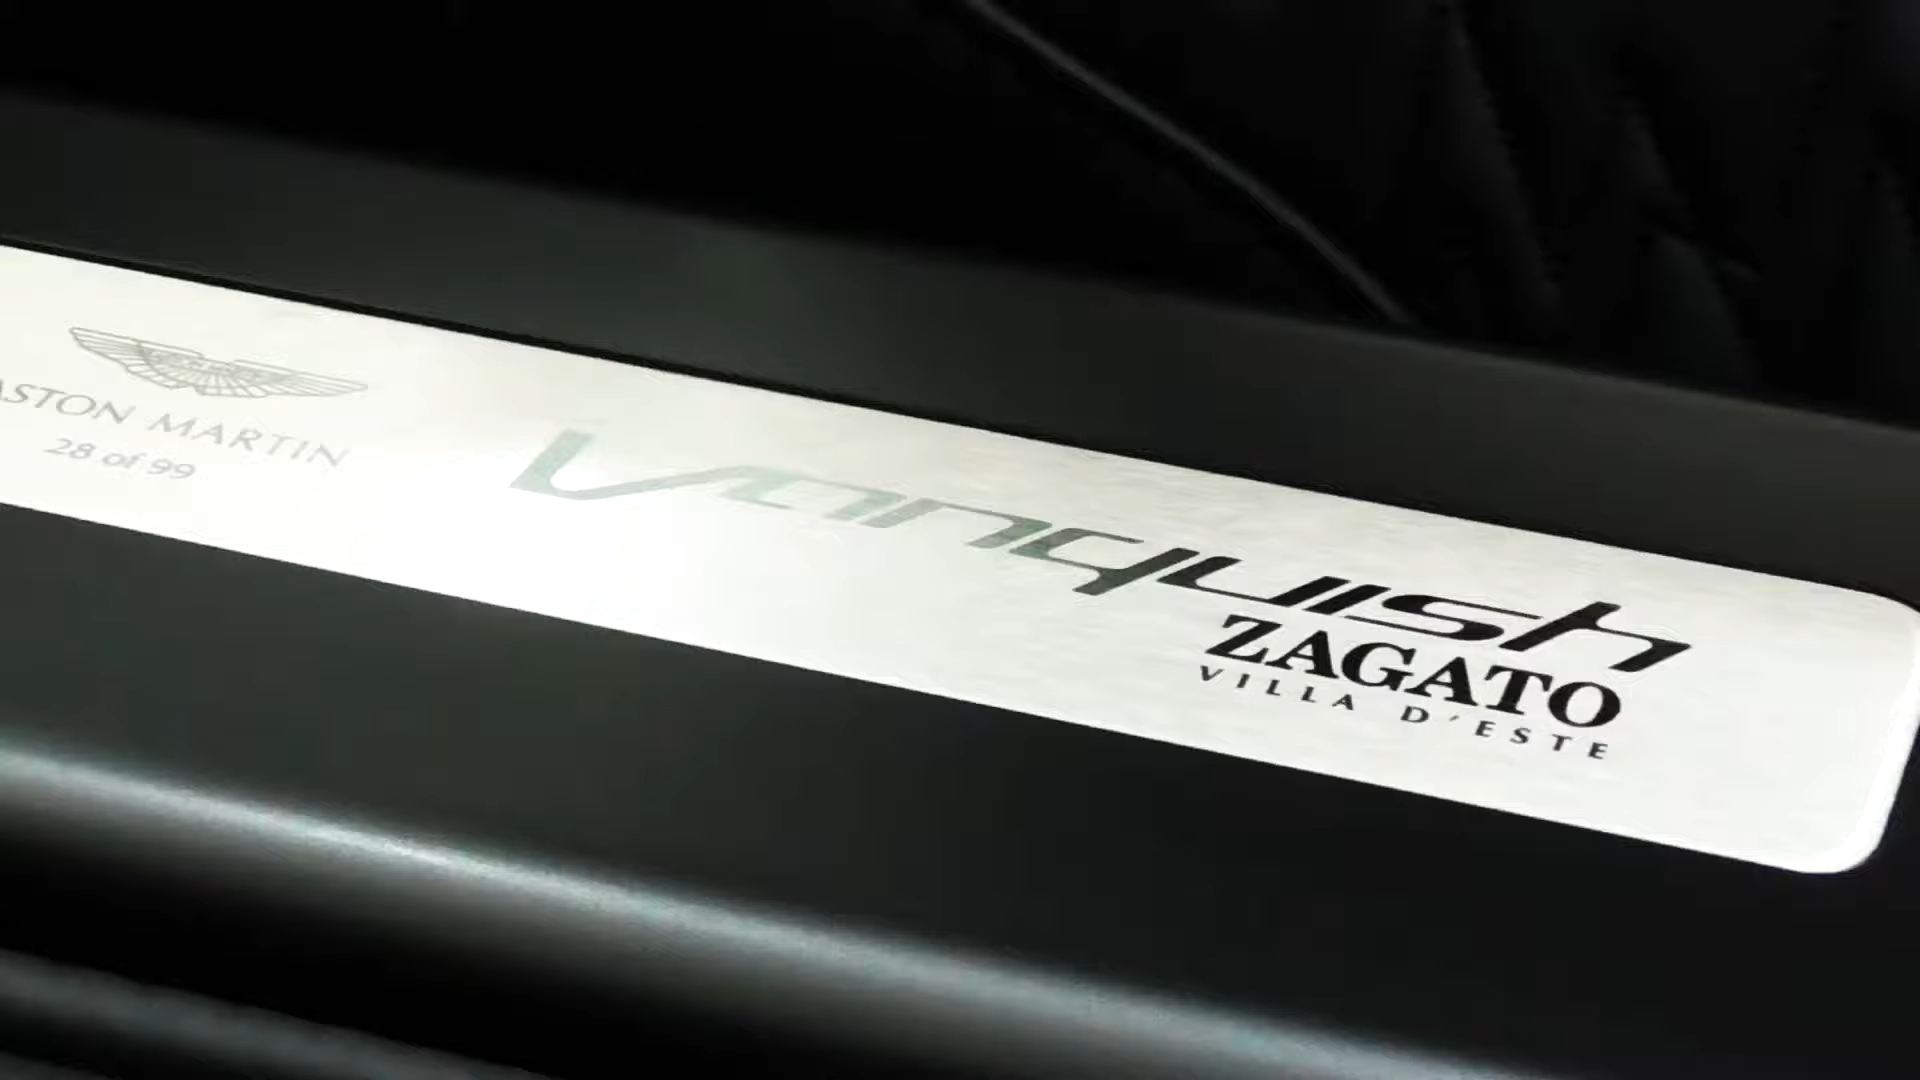 ASTON MARTIN
28 of 99
Vanquish
ZAGATO
VILLA D'ESTE